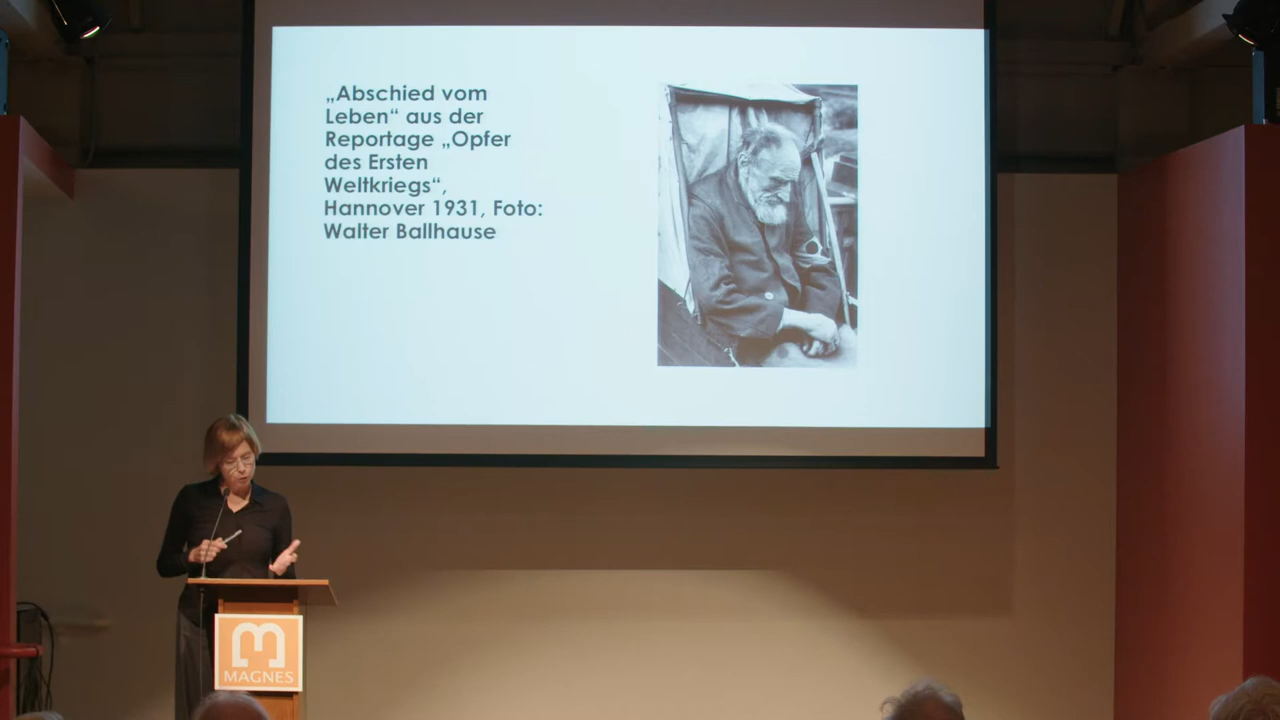 „Abschied vom
Leben“ aus der
Reportage „Opfer
des Ersten
Weltkriegs“,
Hannover 1931, Foto:
Walter Ballhause
MAGNES